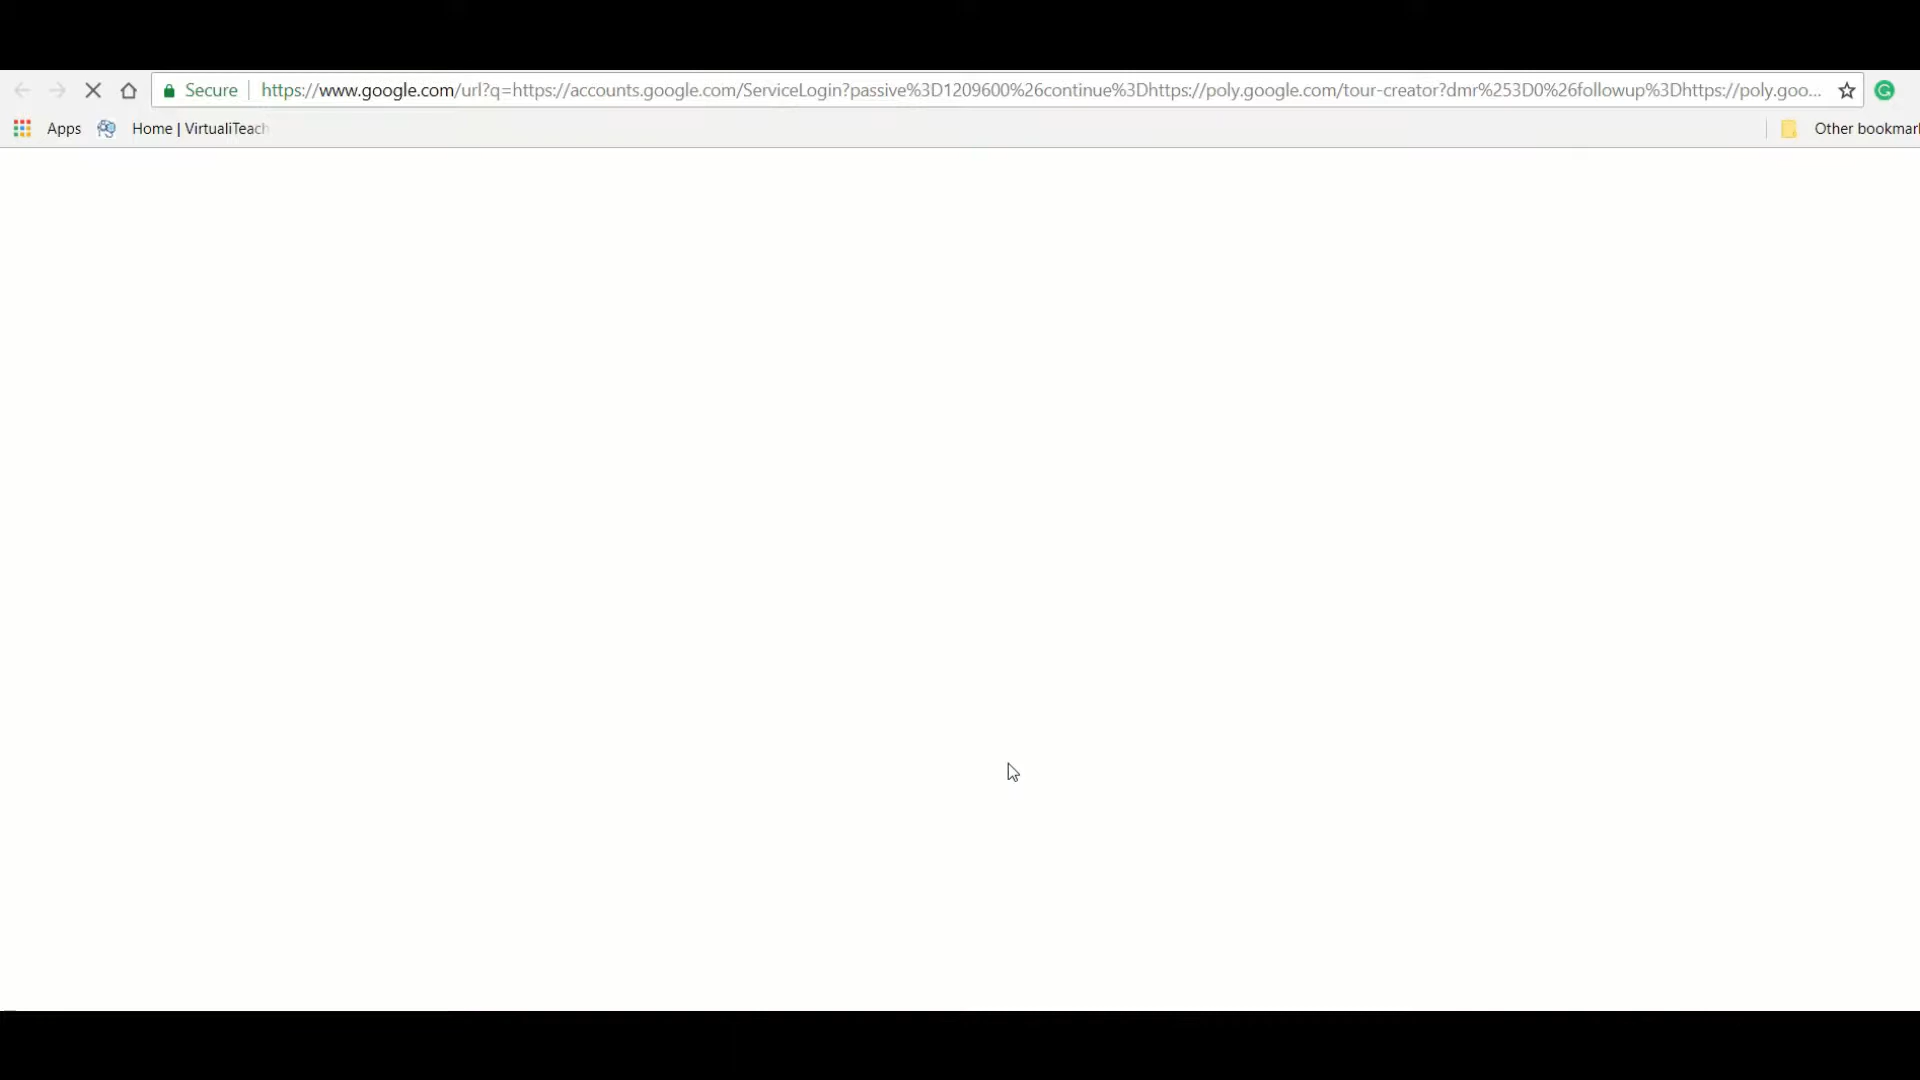 Secure https://www.google.com/url?q=https://accounts.google.com/ServiceLogin?passive%3D1209600%26continue%3Dhttps://poly.google.com/tour-creator?dmr%253D0%26followup%3Dhttps://poly.goo...
Apps Home | VirtualiTeach Other bookmark